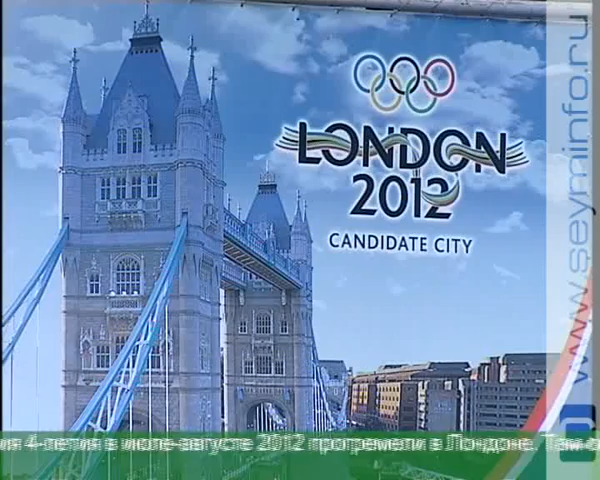 LONDON
2012
CANDIDATE CITY
www.seyminfo.ru
4-летия в июле-августе 2012 прогремели в Лондоне. Там